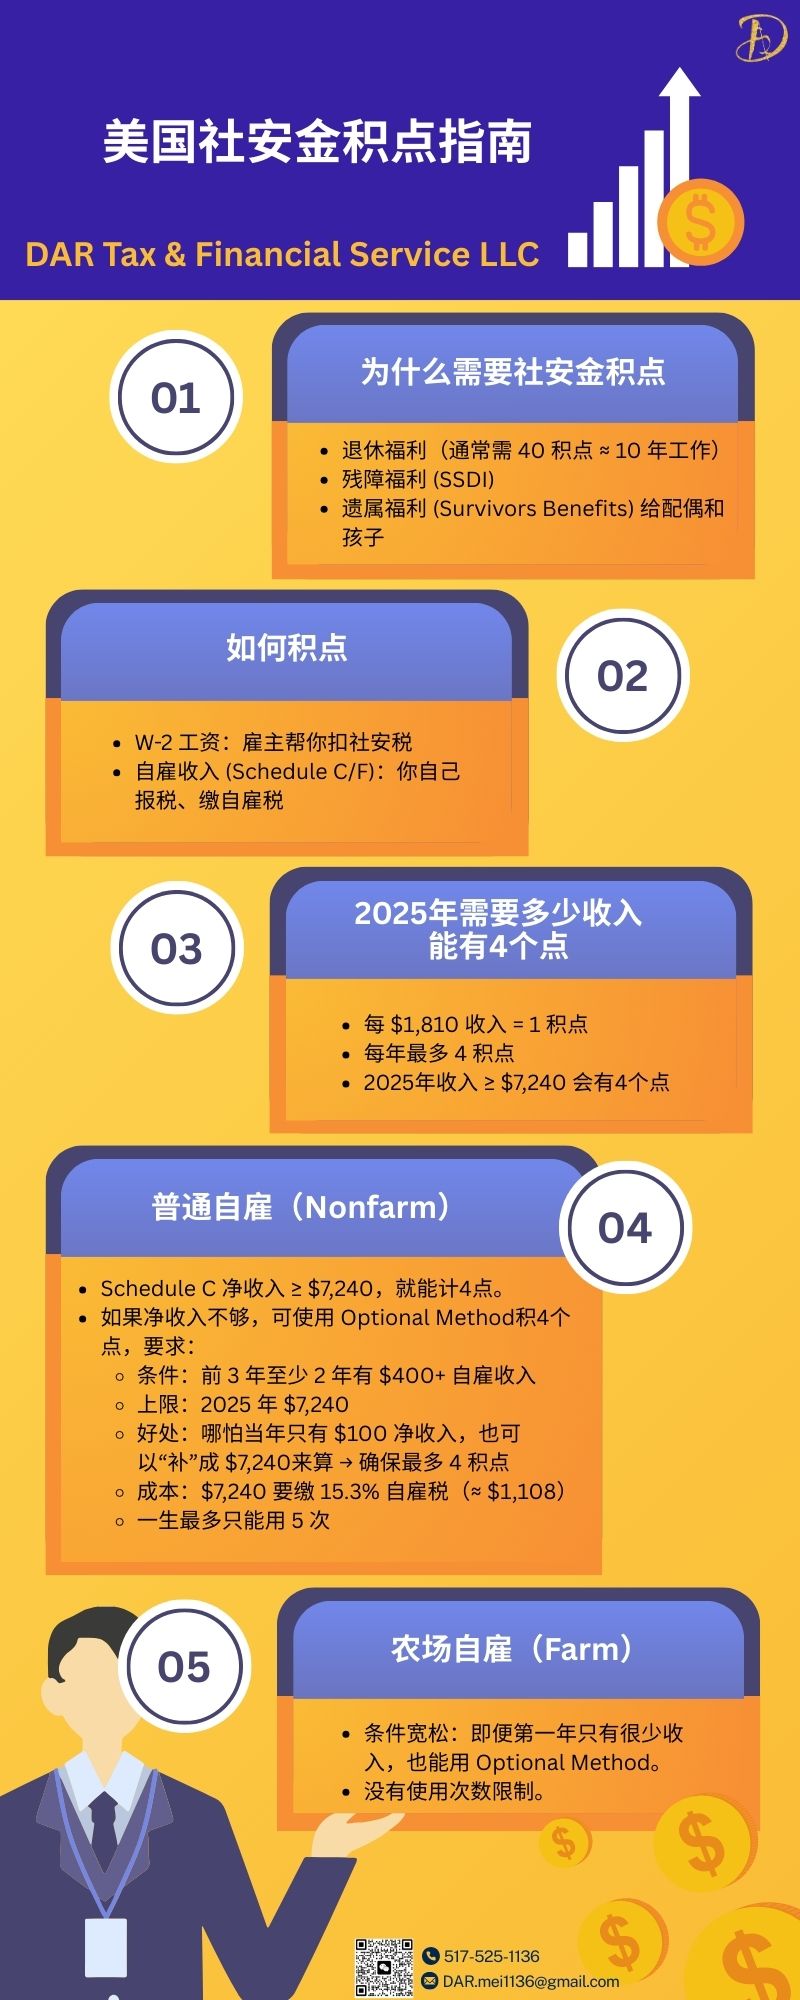 美国社安金积点指南
DAR Tax & Financial Service LLC
01
为什么需要社安金积点
• 退休福利（通常需 40 积点 ≈ 10 年工作）
• 残障福利 (SSDI)
• 遗属福利 (Survivors Benefits) 给配偶和
孩子
如何积点
02
• W-2 工资：雇主帮你扣社安税
• 自雇收入 (Schedule C/F)：你自己
报税、缴自雇税
03
2025年需要多少收入
能有4个点
• 每 $1,810 收入 = 1 积点
• 每年最多 4 积点
• 2025年收入 ≥ $7,240 会有4个点
普通自雇（Nonfarm）
04
• Schedule C 净收入 ≥ $7,240，就能计4点。
• 如果净收入不够，可使用 Optional Method积4个
点，要求：
◦ 条件：前 3 年至少 2 年有 $400+ 自雇收入
◦ 上限：2025 年 $7,240
◦ 好处：哪怕当年只有 $100 净收入，也可
以“补”成 $7,240来算 → 确保最多 4 积点
◦ 成本：$7,240 要缴 15.3% 自雇税（≈ $1,108）
◦ 一生最多只能用 5 次
05
农场自雇（Farm）
• 条件宽松：即便第一年只有很少收
入，也能用 Optional Method。
• 没有使用次数限制。
517-525-1136
DAR.mei1136@gmail.com